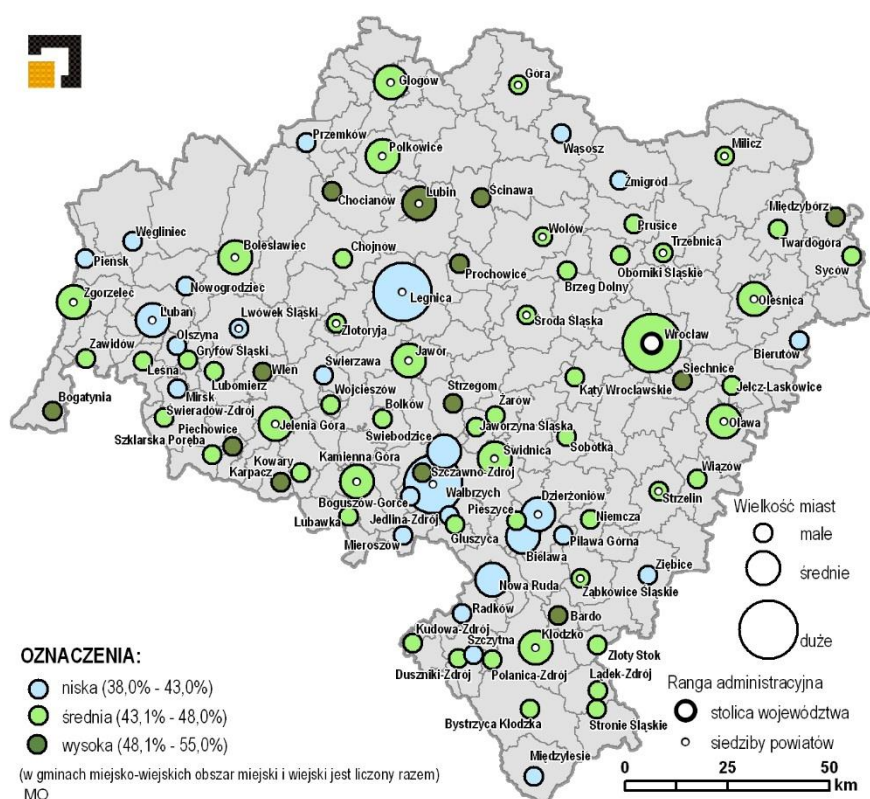 Głogów
Góra
Przemków
Polkowice
Wąsosz
Milicz
Żmigród
Lubin
Ścinawa
Chocianów
Międzybórz
Węgliniec
Wołów
Prusice
Trzebnica
Twardogóra
Pieńsk
Bolesławiec
Chojnów
Prochowice
Oborniki Śląskie
Brzeg Dolny
Syców
Nowogrodziec
Legnica
Oleśnica
Zgorzelec
Lubań
Lwówek Śląski
Złotoryja
Środa Śląska
Wrocław
Olszyna
Zawidów
Gryfów Śląski
Świerzawa
Jawor
Bierutów
Leśna
Lubomierz
Wleń
Siechnice
Kąty Wrocławskie
Jelcz-Laskowice
Mirsk
Wojcieszów
Strzegom
Żarów
Bogatynia
Świeradów-Zdrój
Bolków
Jaworzyna Śląska
Jelenia Góra
Oława
Piechowice
Świebodzice
Sobótka
Szklarska Poręba
Kowary
Kamienna Góra
Szczawno-Zdrój
Świdnica
Wiązów
Karpacz
Wałbrzych
Strzelin
Boguszów-Gorce
Dzierżoniów
Pieszyce
Lubawka
Jedlina-Zdrój
Niemcza
Głuszyca
Mieroszów
Piława Górna
Bielawa
Ziębice
Nowa Ruda
Ząbkowice Śląskie
Radków
Bardo
Kudowa-Zdrój
Szczytna
Kłodzko
Złoty Stok
Duszniki-Zdrój
Polanica-Zdrój
Lądek-Zdrój
Bystrzyca Kłodzka
Stronie Śląskie
Międzylesie
Wielkość miast
małe
średnie
duże
Ranga administracyjna
stolica województwa
siedziby powiatów
0 25 50
km
OZNACZENIA:
niska (38,0% - 43,0%)
średnia (43,1% - 48,0%)
wysoka (48,1% - 55,0%)
(w gminach miejsko-wiejskich obszar miejski i wiejski jest liczony razem)
MO